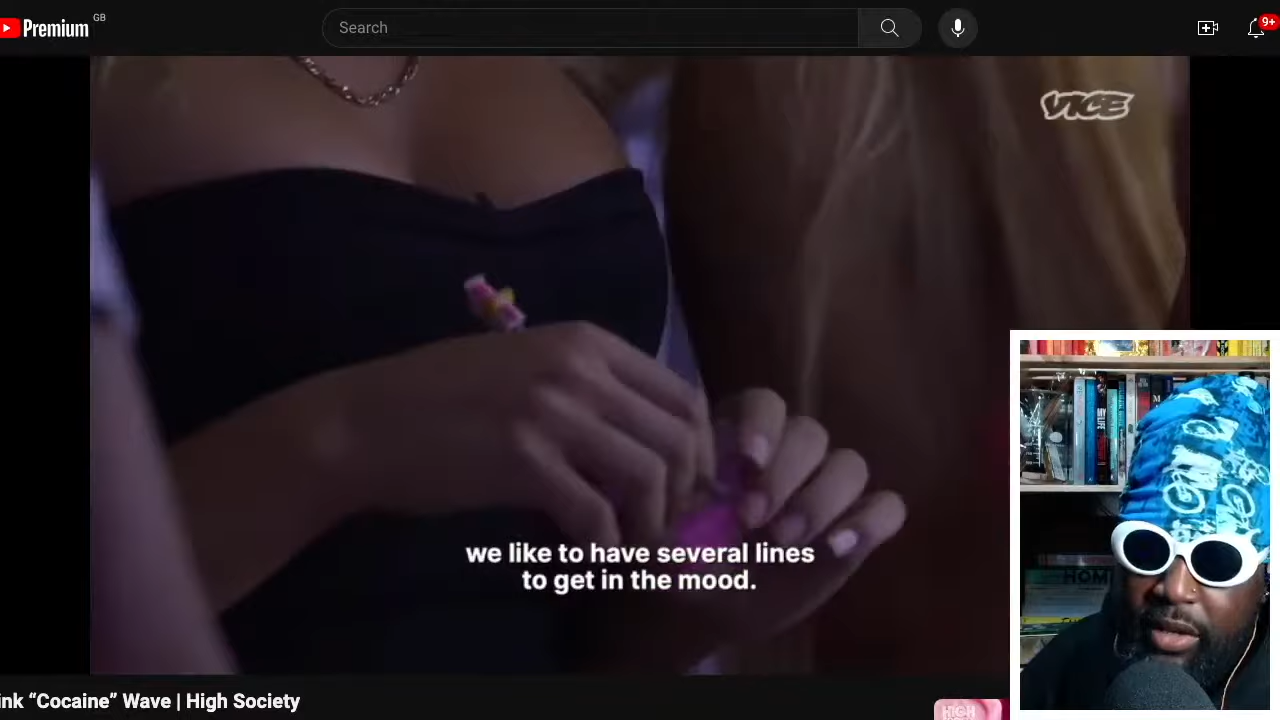 Premium GB
Search
9+
VICE
we like to have several lines
to get in the mood.
ink “Cocaine” Wave | High Society
HIGH